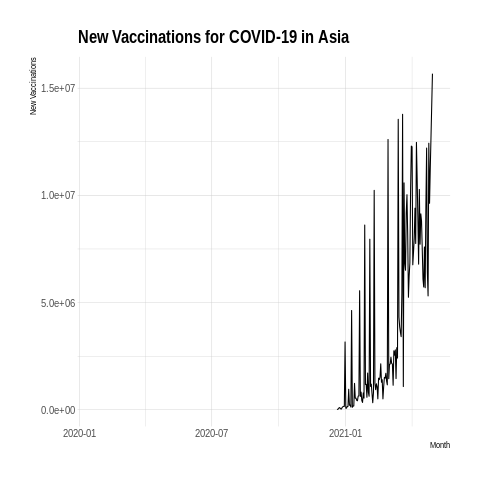 New Vaccinations for COVID-19 in Asia
New Vaccinations
1.5e+07
1.0e+07
5.0e+06
0.0e+00
2020-01
2020-07
2021-01
Month